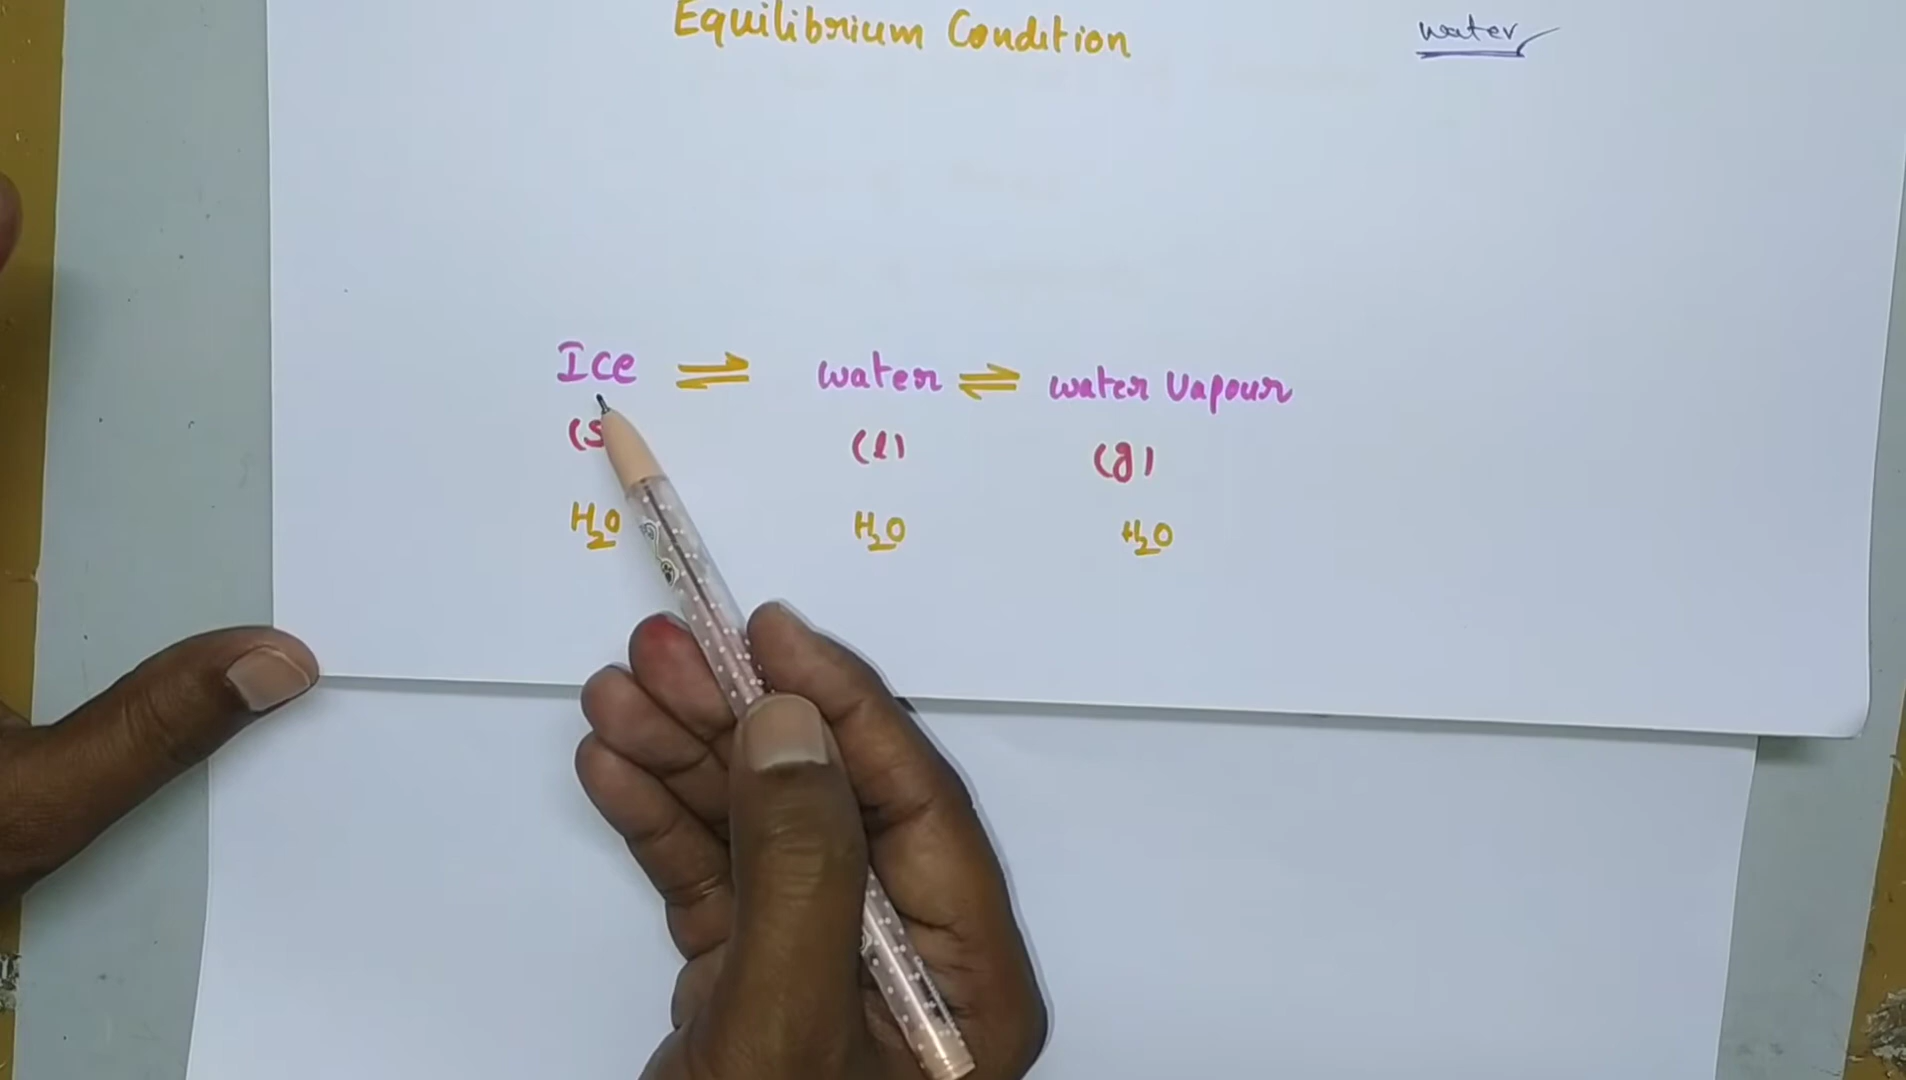 Equilibrium Condition
water
Ice ⇌ water ⇌ water Vapour
(s (l) (g)
H₂O H₂O H₂O